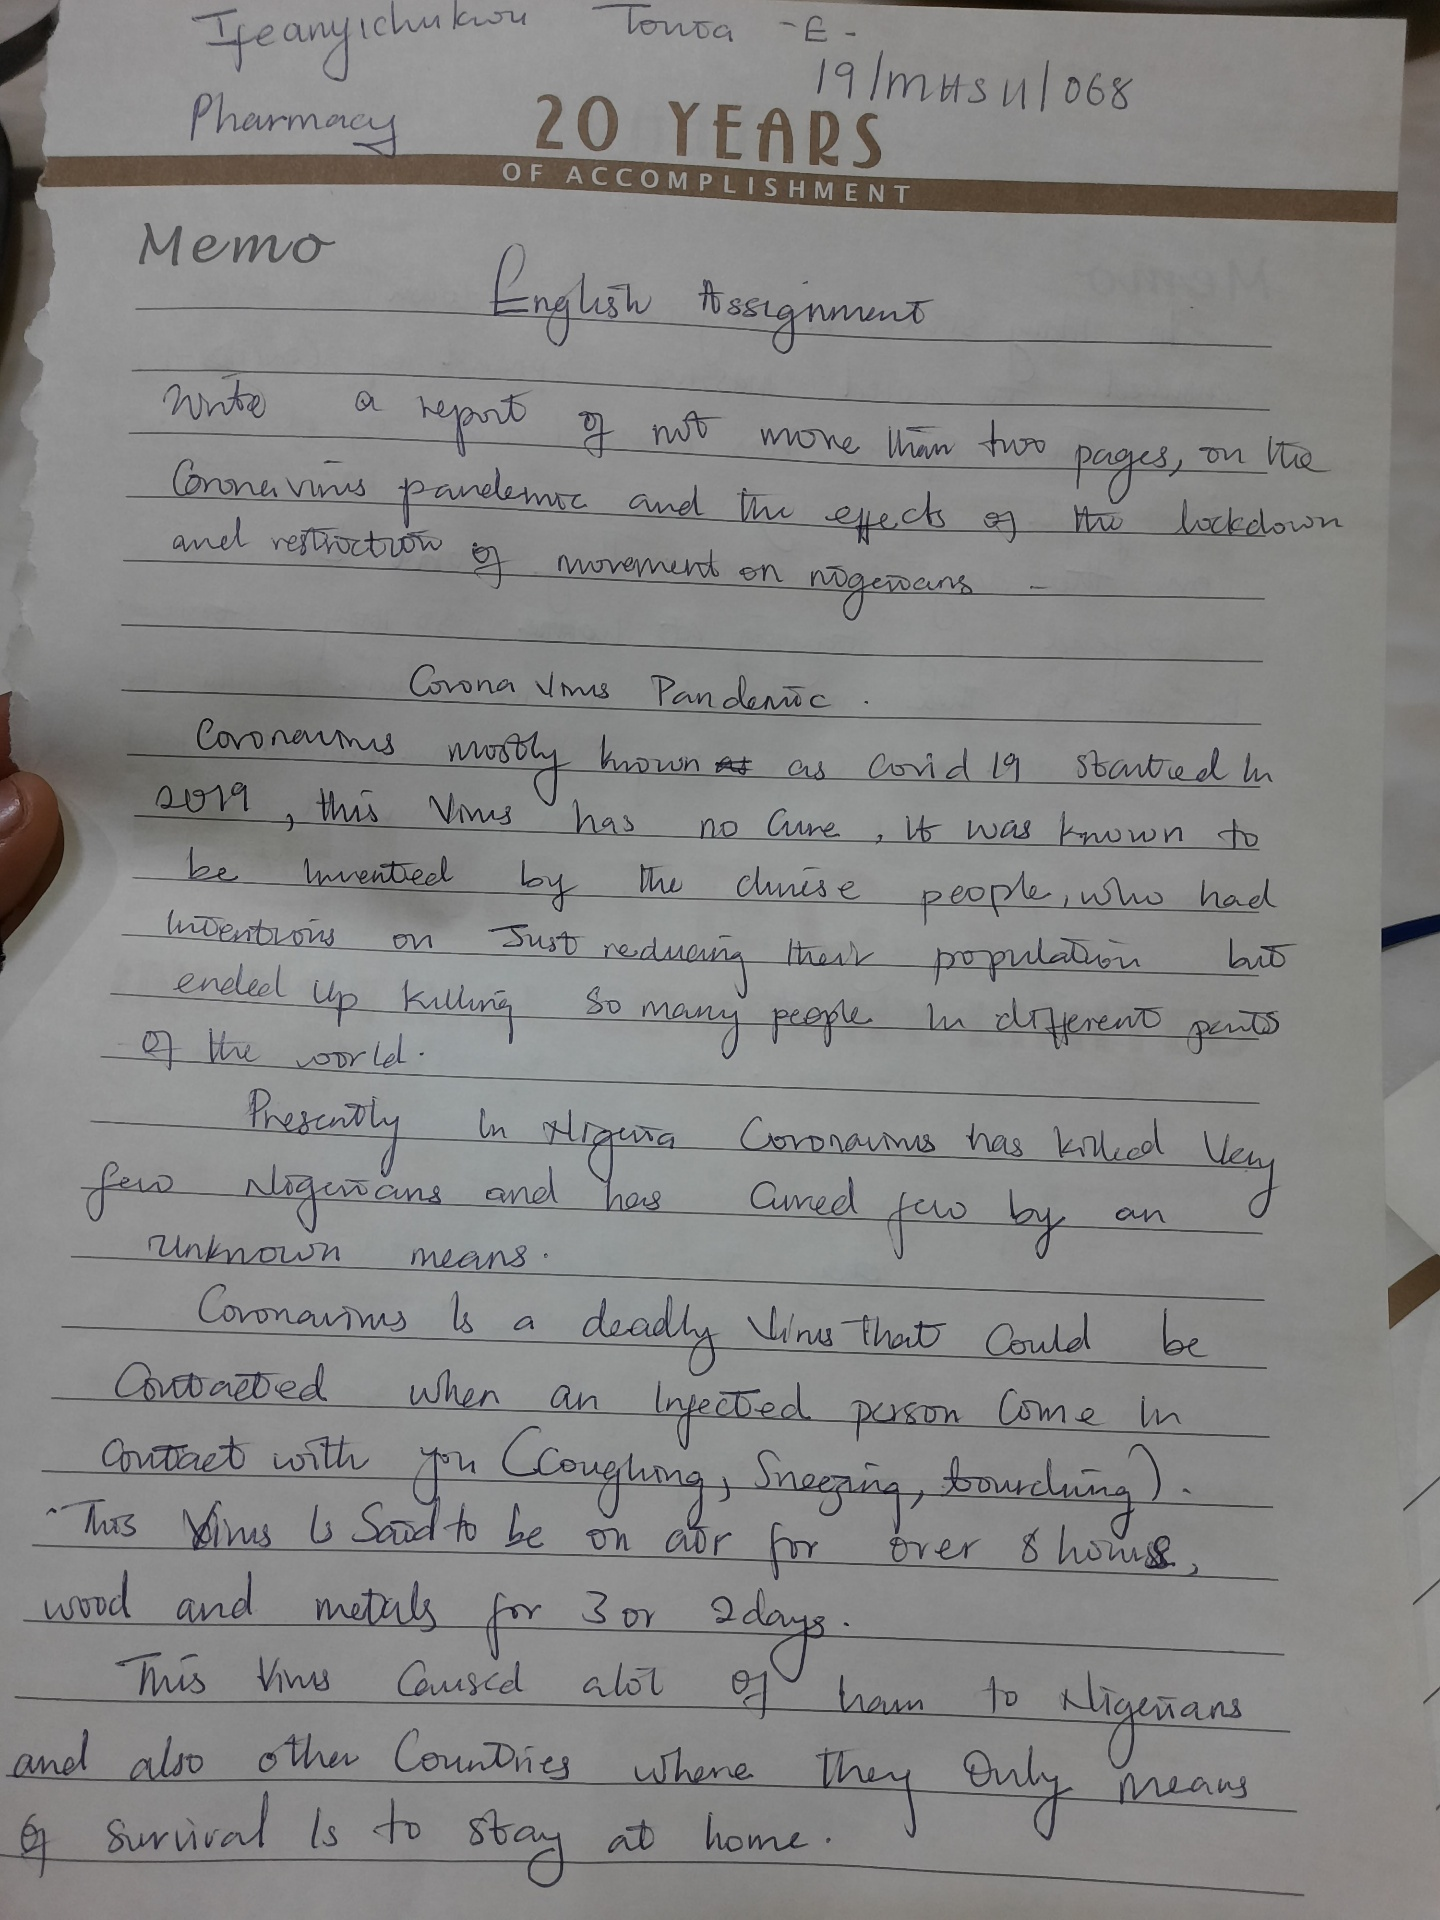 Ifeanyichukwu Tonia -E-
19/MHS11/068
Pharmacy
20 YEARS
OF ACCOMPLISHMENT
Memo
English Assignment
Write a report of not more than two pages, on the
Coronavirus pandemic and the effects of the lockdown
and restriction of movement on nigerians -
Corona virus Pandemic .
Coronavirus mostly known as as Covid 19 started in
2019, this virus has no Cure, it was known to
be invented by the chinise people, who had
intentions on Just reducing their population but
ended up killing so many people in different parts
of the world.
Presently in Nigeria Coronavirus has killed very
few Nigerians and has Cured few by an
unknown means.
Coronavirus is a deadly virus that could be
Contacted when an infected person come in
contact with you (Coughing, Sneezing, tourching).
This virus is said to be on air for over 8 hours,
wood and metals for 3 or 2 days.
This virus caused alot of harm to Nigerians
and also other Countries where they only means
of survival is to stay at home.